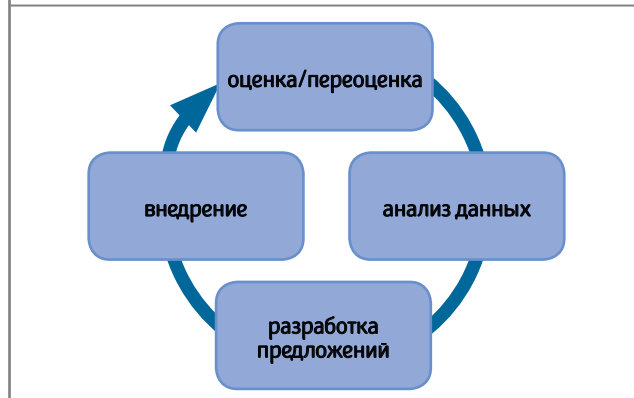 оценка/переоценка
внедрение
анализ данных
разработка
предложений